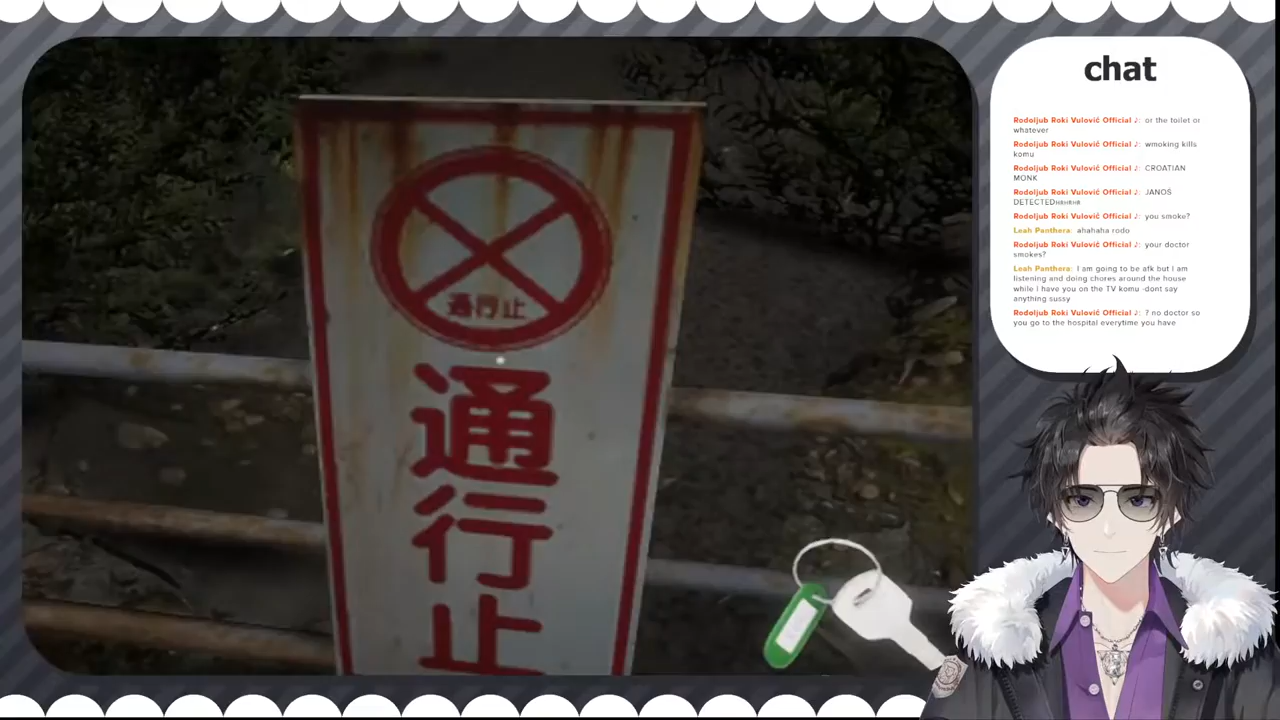 通行止
通
行
止
chat
Rodoljub Roki Vulović Official ♪: or the toilet or
whatever
Rodoljub Roki Vulović Official ♪: wmoking kills
komu
Rodoljub Roki Vulović Official ♪: CROATIAN
MONK
Rodoljub Roki Vulović Official ♪: JANOS
DETECTED
Rodoljub Roki Vulović Official ♪: you smoke?
Leah Panthera: ahahaha rodo
Rodoljub Roki Vulović Official ♪: your doctor
smokes?
Leah Panthera: I am going to be afk but I am
listening and doing chores around the house
while I have you on the TV komu -dont say
anything sussy
Rodoljub Roki Vulović Official ♪: ? no doctor so
you go to the hospital everytime you have